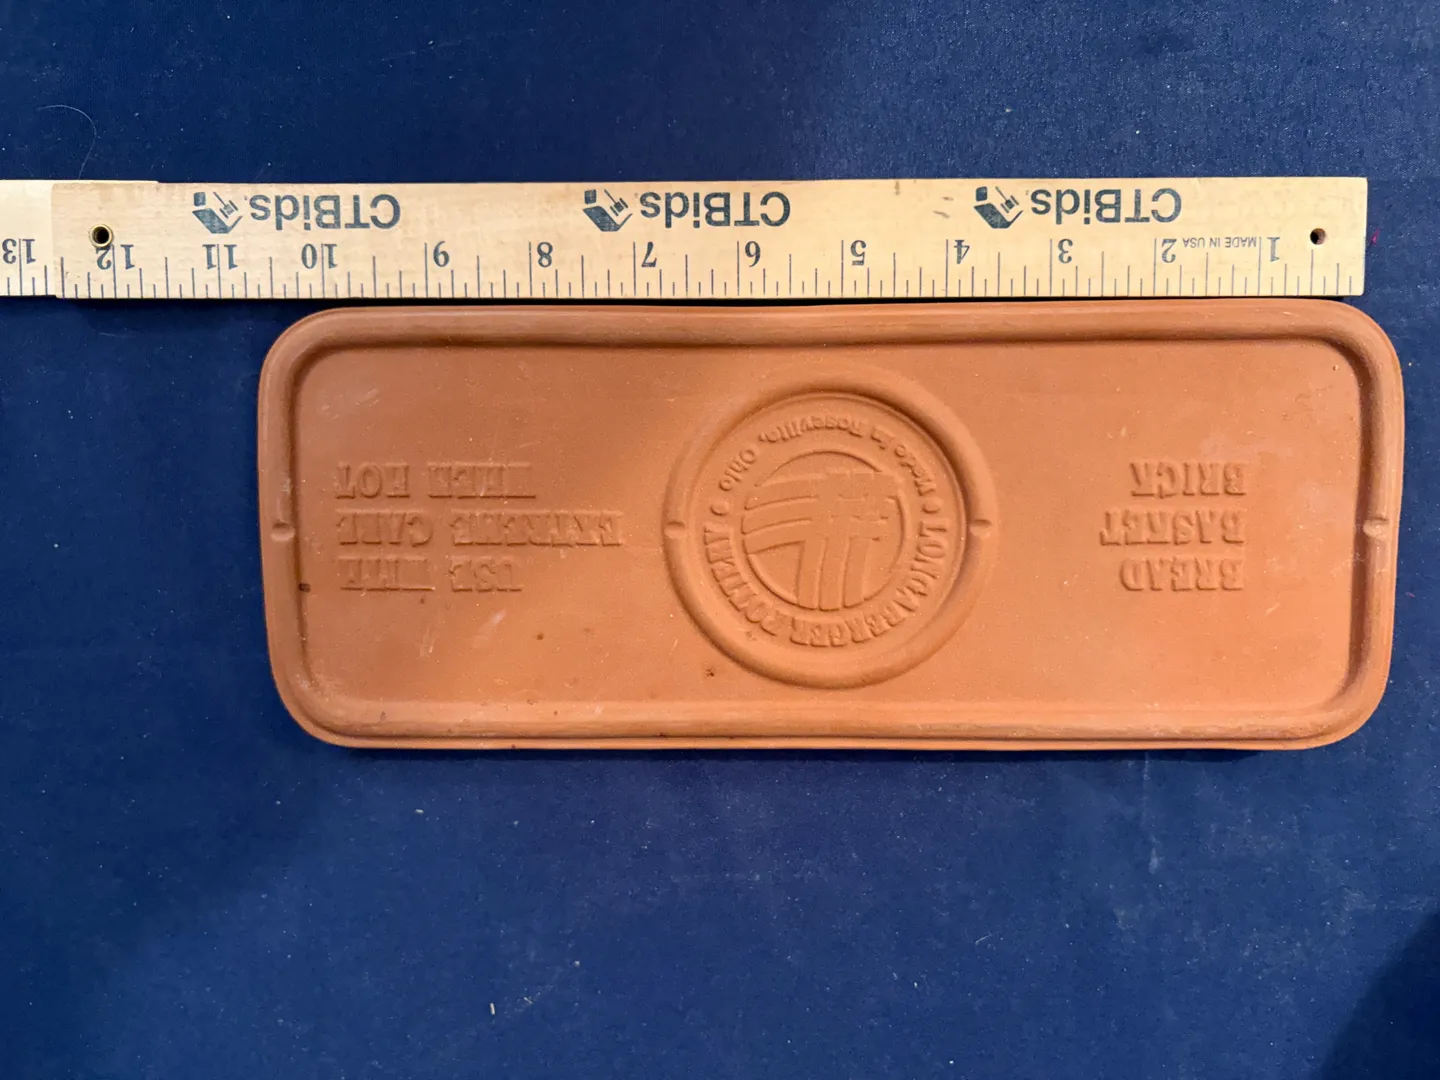 CTBids.
CTBids.
CTBids.
MADE IN USA
1 2 3 4 5 6 7 8 9 10 11 12 13
BREAD
BASKET
BRICK
LONGABERGER POTTERY
Made in Roseville, Ohio
USE WITH
EXTREME CARE
WHEN HOT